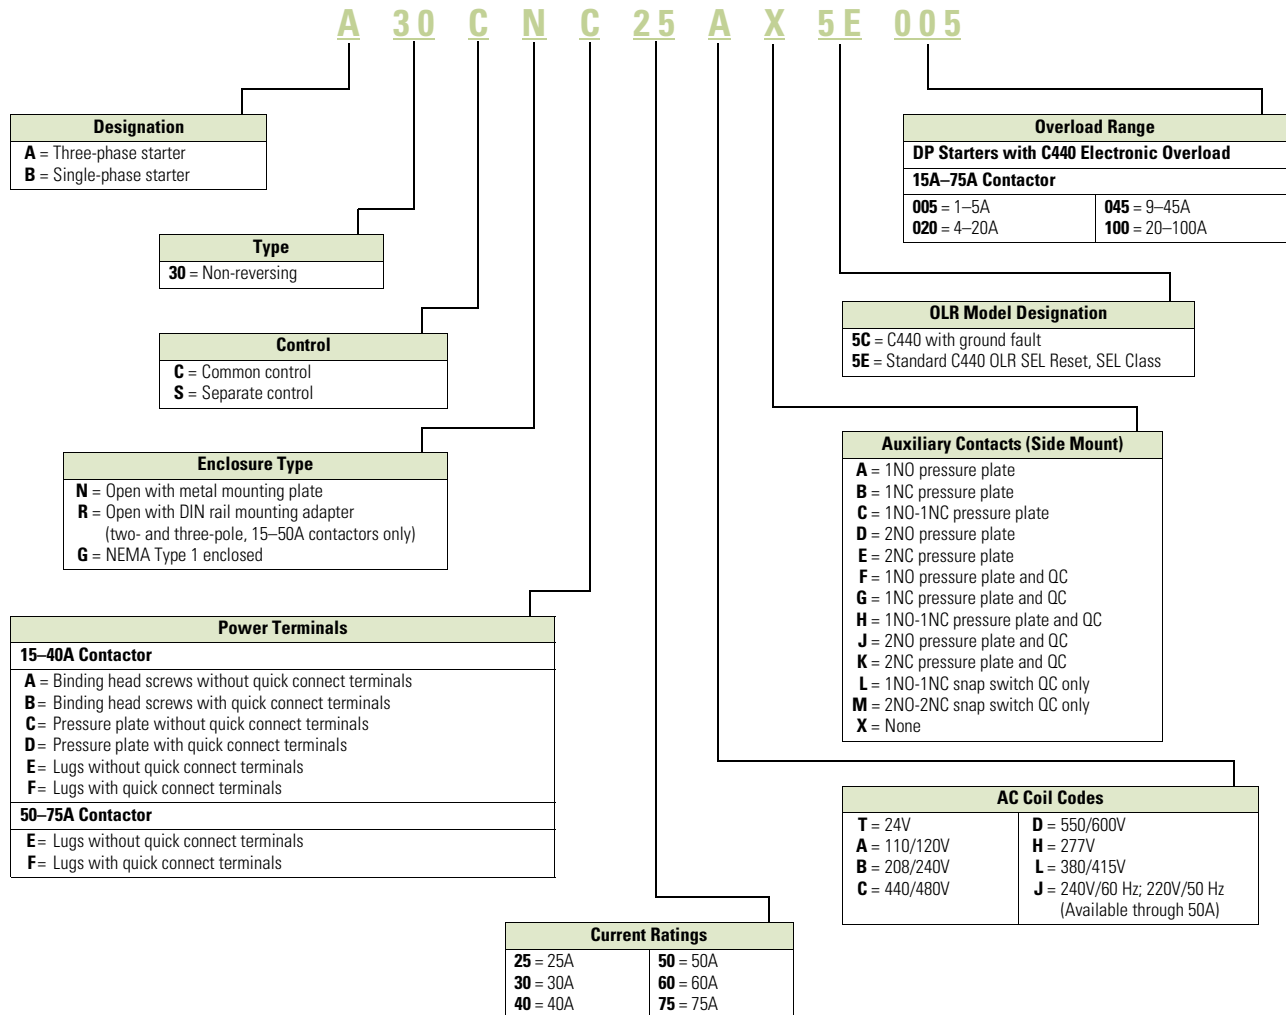 A 30 C N C 25 A X 5E 005
Designation
A = Three-phase starter
B = Single-phase starter
Type
30 = Non-reversing
Control
C = Common control
S = Separate control
Enclosure Type
N = Open with metal mounting plate
R = Open with DIN rail mounting adapter
(two- and three-pole, 15–50A contactors only)
G = NEMA Type 1 enclosed
Power Terminals
15–40A Contactor
A = Binding head screws without quick connect terminals
B = Binding head screws with quick connect terminals
C = Pressure plate without quick connect terminals
D = Pressure plate with quick connect terminals
E = Lugs without quick connect terminals
F = Lugs with quick connect terminals
50–75A Contactor
E = Lugs without quick connect terminals
F = Lugs with quick connect terminals
Current Ratings
25 = 25A
30 = 30A
40 = 40A
50 = 50A
60 = 60A
75 = 75A
Overload Range
DP Starters with C440 Electronic Overload
15A–75A Contactor
005 = 1–5A
020 = 4–20A
045 = 9–45A
100 = 20–100A
OLR Model Designation
5C = C440 with ground fault
5E = Standard C440 OLR SEL Reset, SEL Class
Auxiliary Contacts (Side Mount)
A = 1NO pressure plate
B = 1NC pressure plate
C = 1NO-1NC pressure plate
D = 2NO pressure plate
E = 2NC pressure plate
F = 1NO pressure plate and QC
G = 1NC pressure plate and QC
H = 1NO-1NC pressure plate and QC
J = 2NO pressure plate and QC
K = 2NC pressure plate and QC
L = 1NO-1NC snap switch QC only
M = 2NO-2NC snap switch QC only
X = None
AC Coil Codes
T = 24V
A = 110/120V
B = 208/240V
C = 440/480V
D = 550/600V
H = 277V
L = 380/415V
J = 240V/60 Hz; 220V/50 Hz
(Available through 50A)